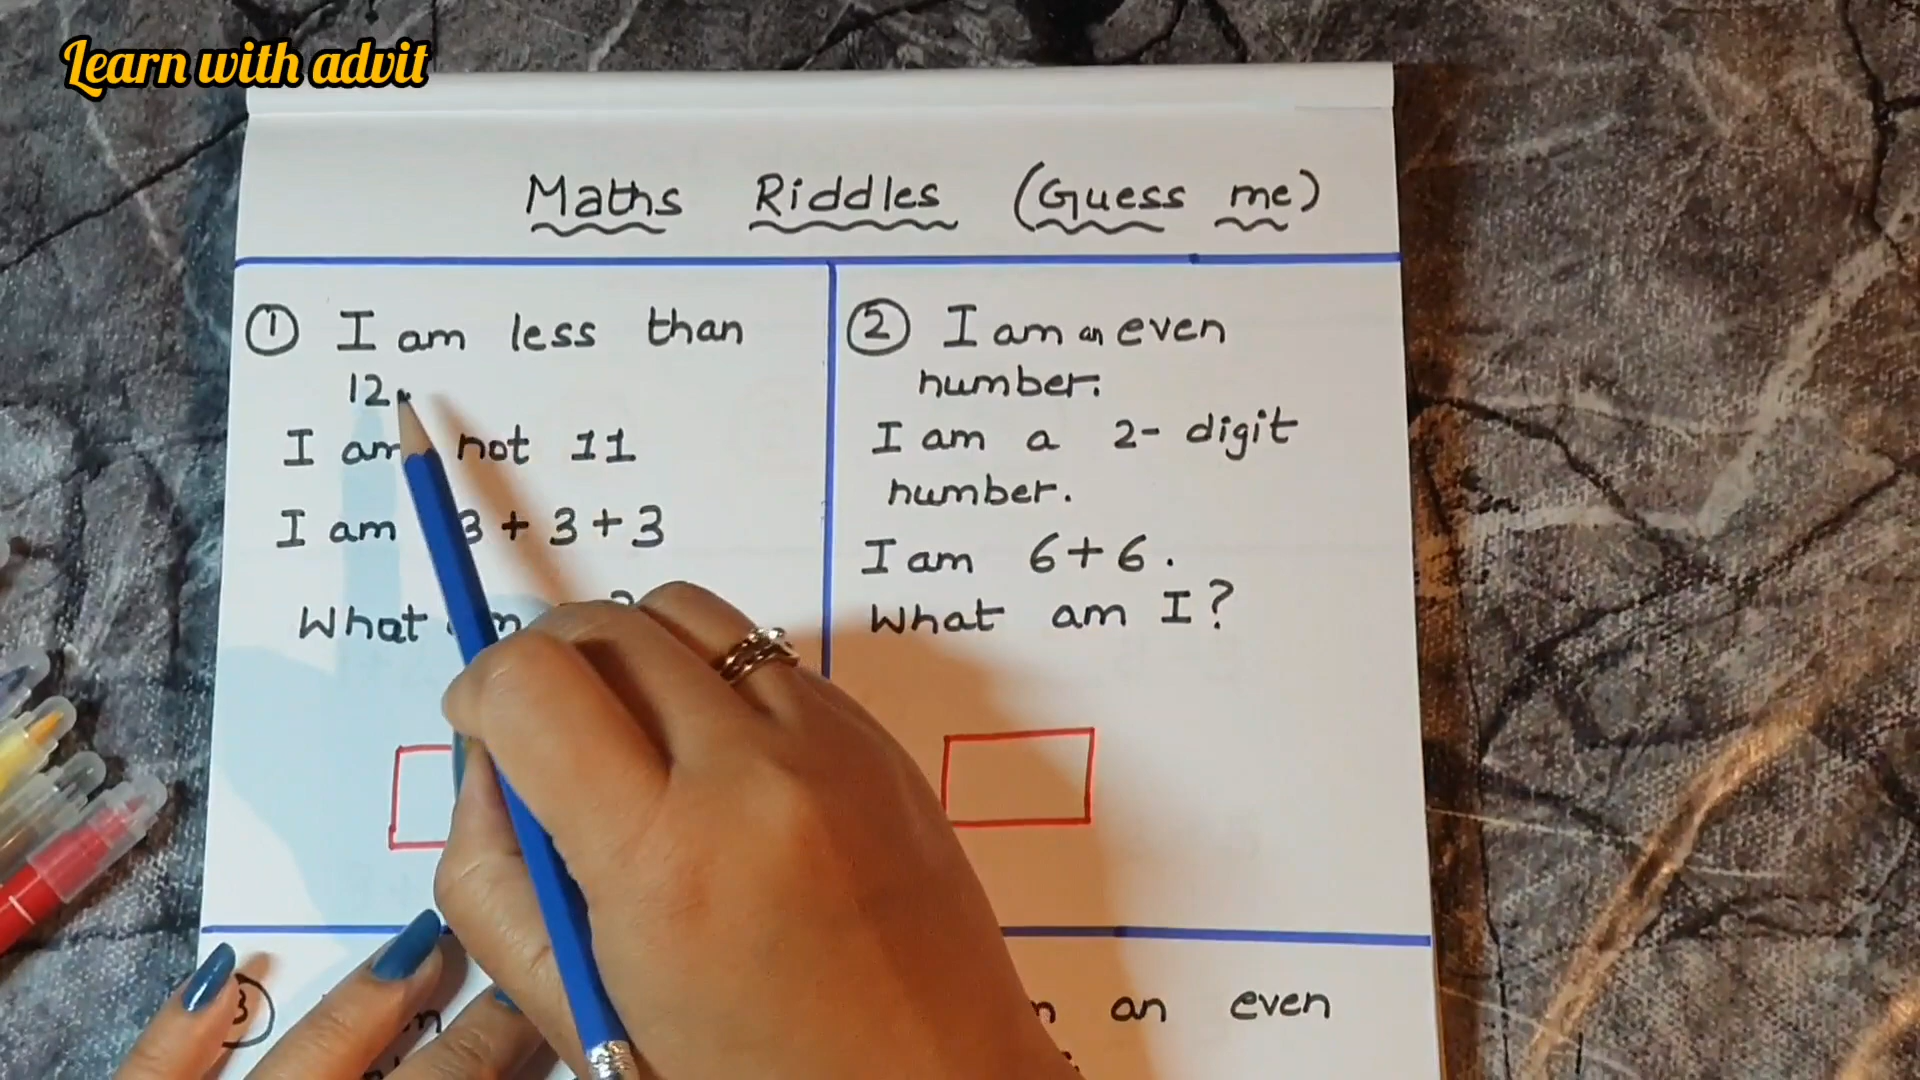 Learn with advit
Maths Riddles (Guess me)
① I am less than
12.
I am not 11
I am 3 + 3 + 3
What
② I am an even
number.
I am a 2- digit
number.
I am 6+6.
What am I?
③
an even